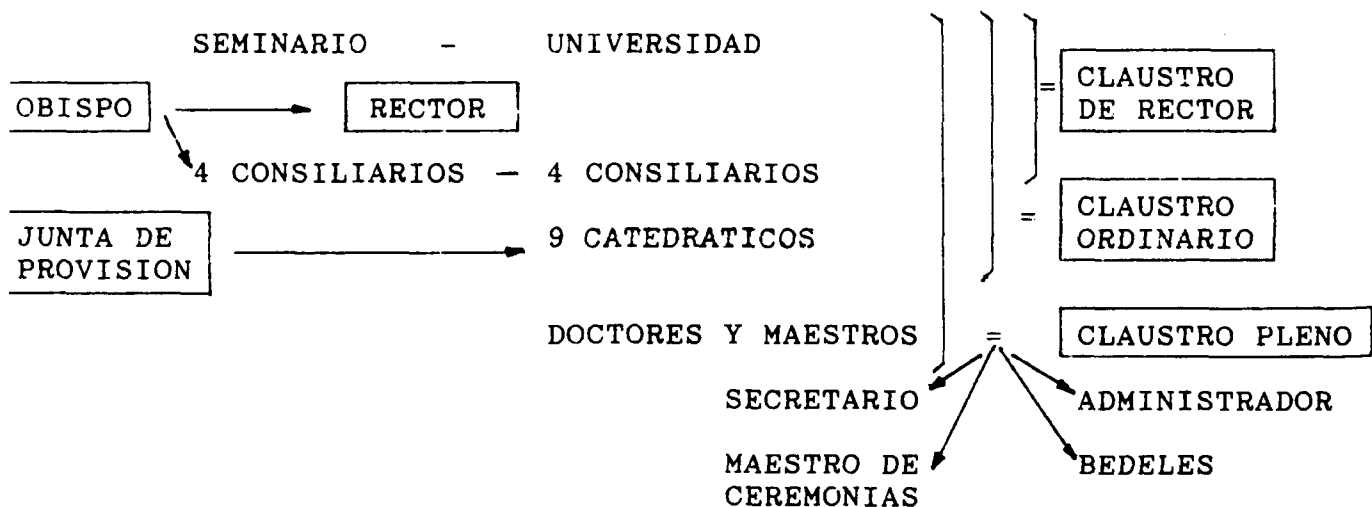 SEMINARIO - UNIVERSIDAD
OBISPO
RECTOR
= CLAUSTRO
DE RECTOR
4 CONSILIARIOS - 4 CONSILIARIOS
JUNTA DE
PROVISION
9 CATEDRATICOS
= CLAUSTRO
ORDINARIO
DOCTORES Y MAESTROS = CLAUSTRO PLENO
SECRETARIO
ADMINISTRADOR
MAESTRO DE
CEREMONIAS
BEDELES